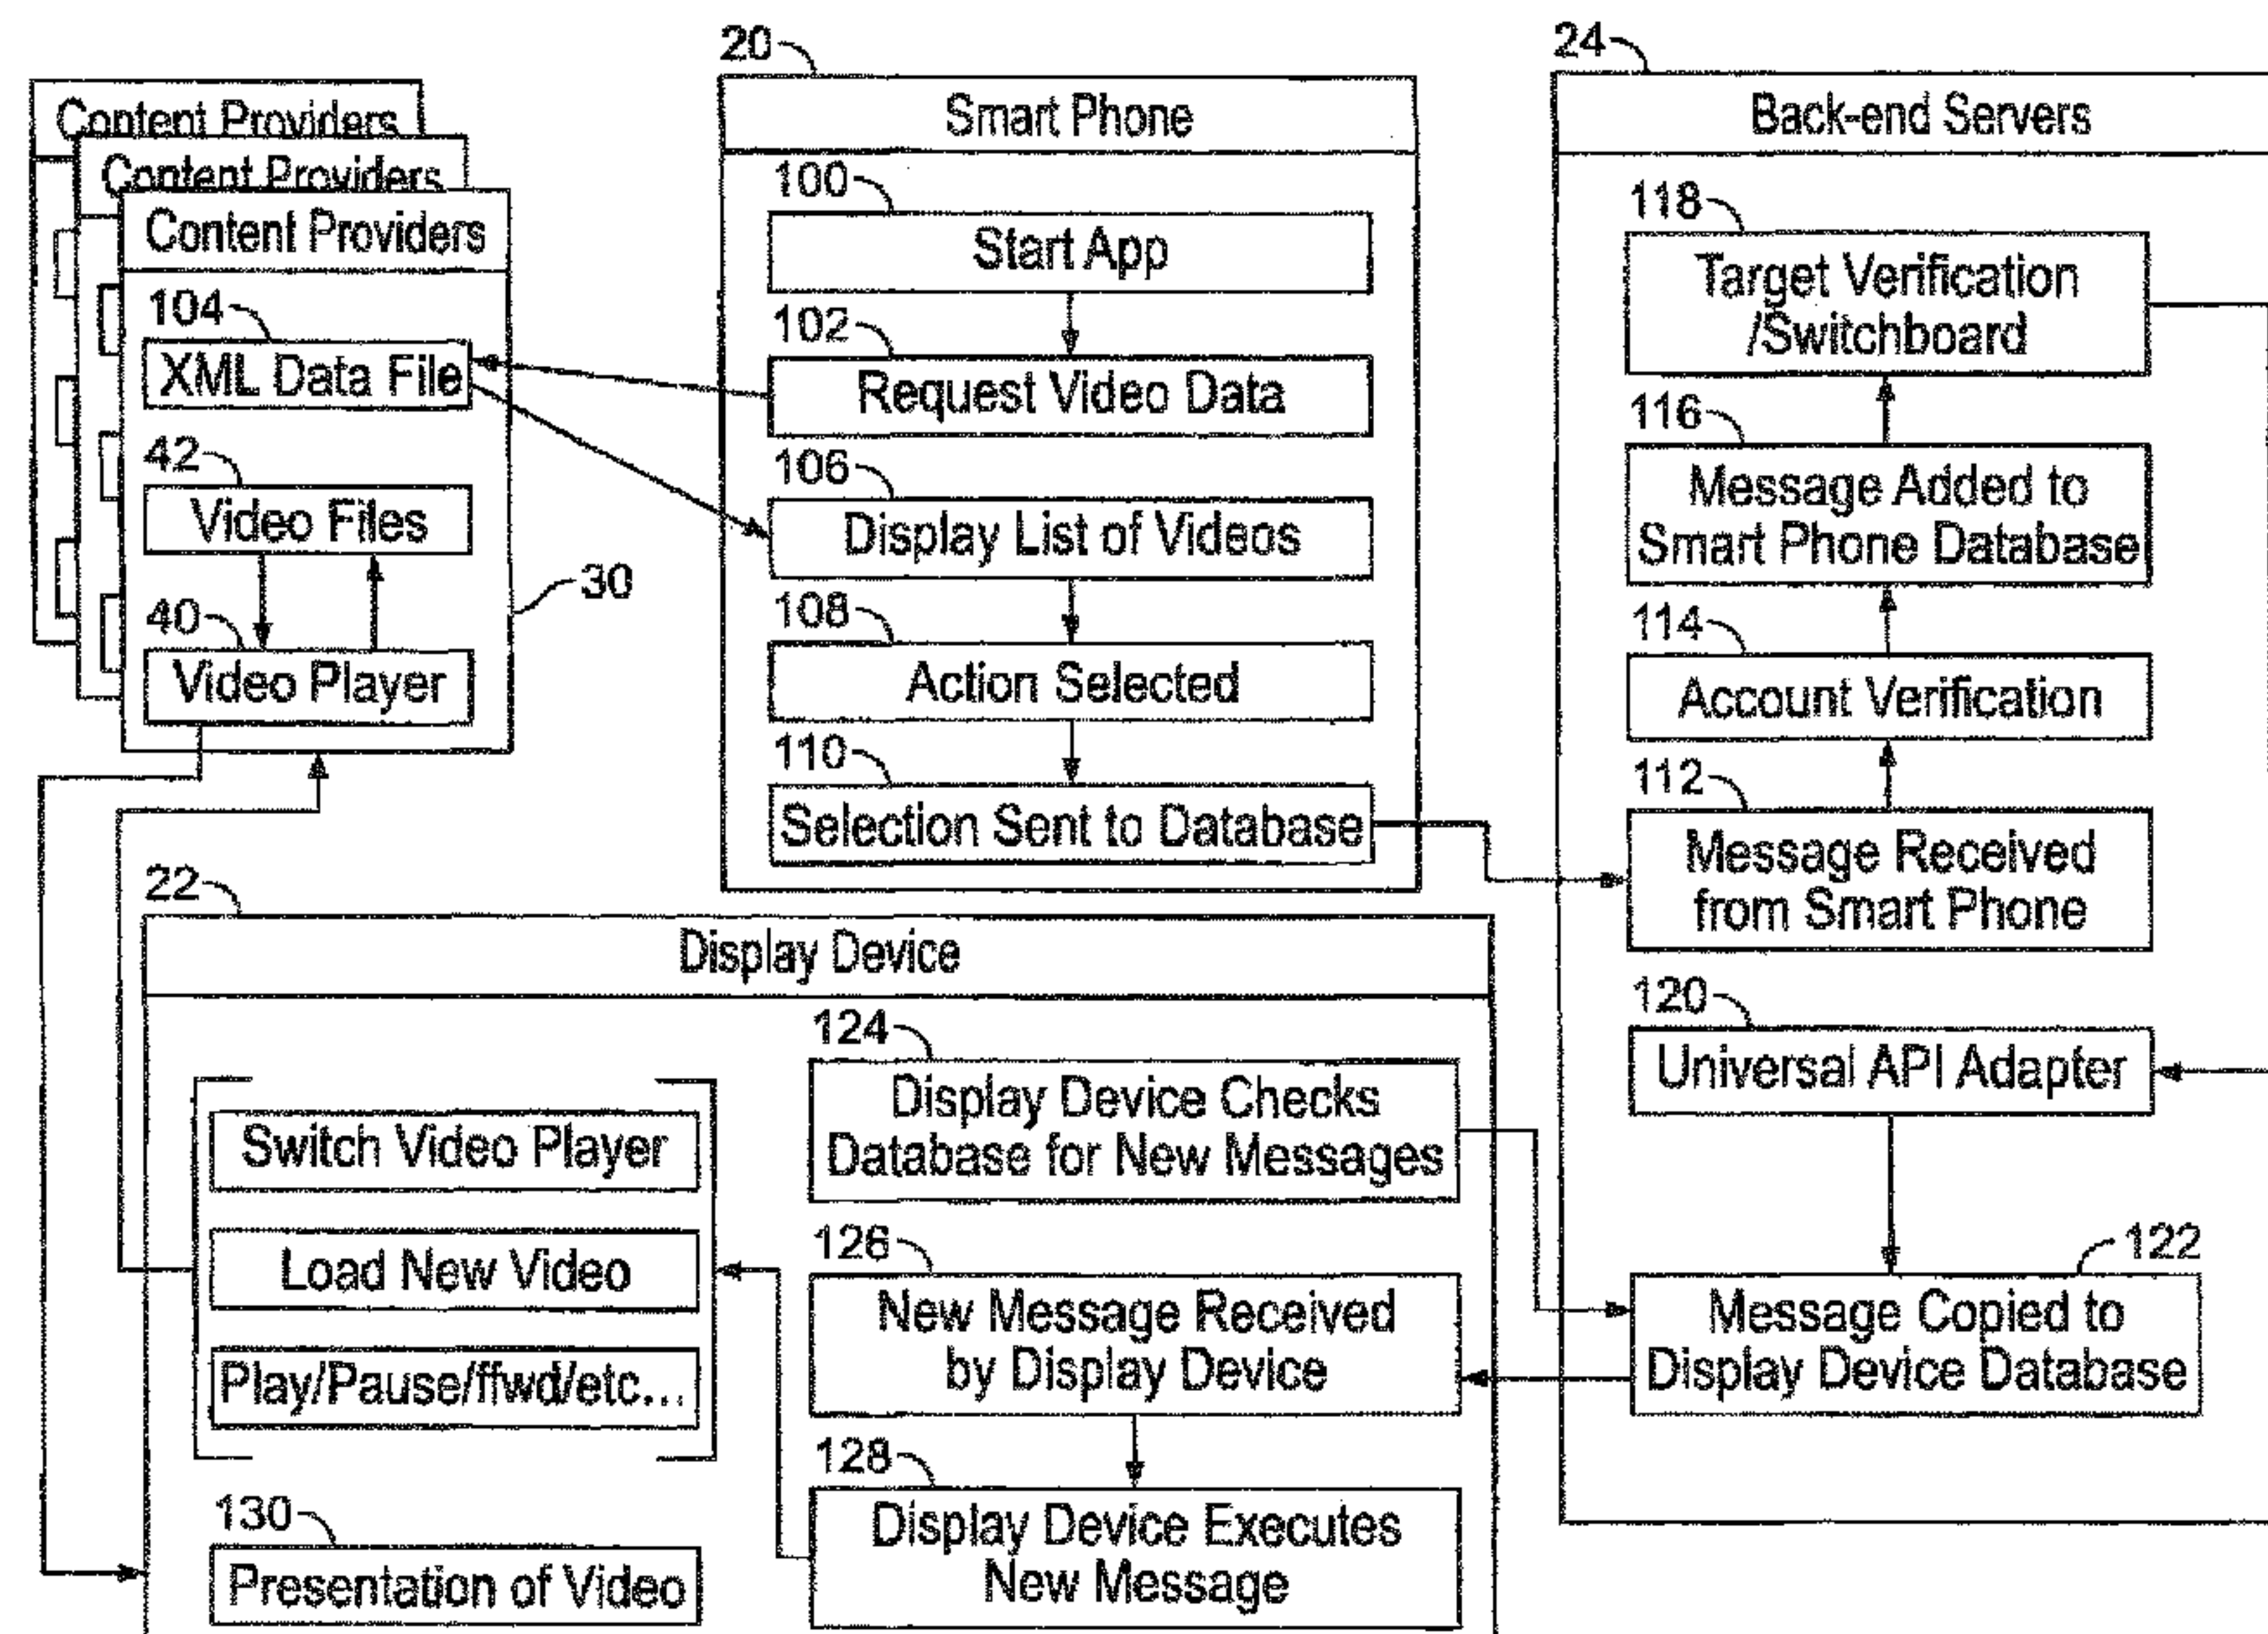 Content Providers
Content Providers
Content Providers
104
XML Data File
42
Video Files
40
Video Player
30
20
Smart Phone
100
Start App
102
Request Video Data
106
Display List of Videos
108
Action Selected
110
Selection Sent to Database
24
Back-end Servers
118
Target Verification
/Switchboard
116
Message Added to
Smart Phone Database
114
Account Verification
112
Message Received
from Smart Phone
120
Universal API Adapter
122
Message Copied to
Display Device Database
22
Display Device
124
Display Device Checks
Database for New Messages
126
New Message Received
by Display Device
128
Display Device Executes
New Message
Switch Video Player
Load New Video
Play/Pause/ffwd/etc...
130
Presentation of Video